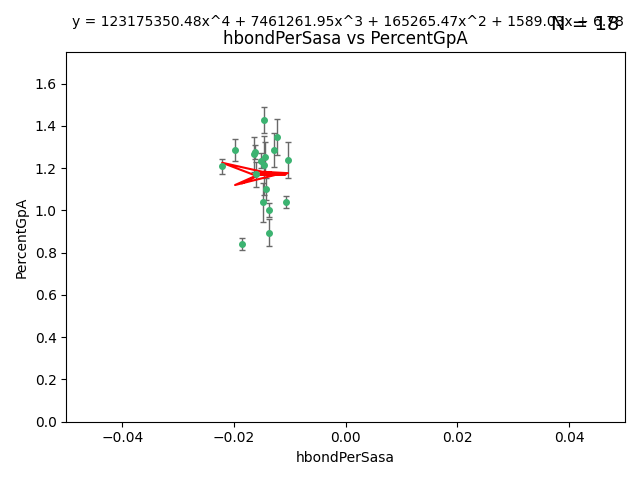 y = 123175350.48x^4 + 7461261.95x^3 + 165265.47x^2 + 1589.03x + 6.78
N = 18
hbondPerSasa vs PercentGpA
1.6
1.4
1.2
1.0
0.8
0.6
0.4
0.2
0.0
PercentGpA
−0.04 −0.02 0.00 0.02 0.04
hbondPerSasa